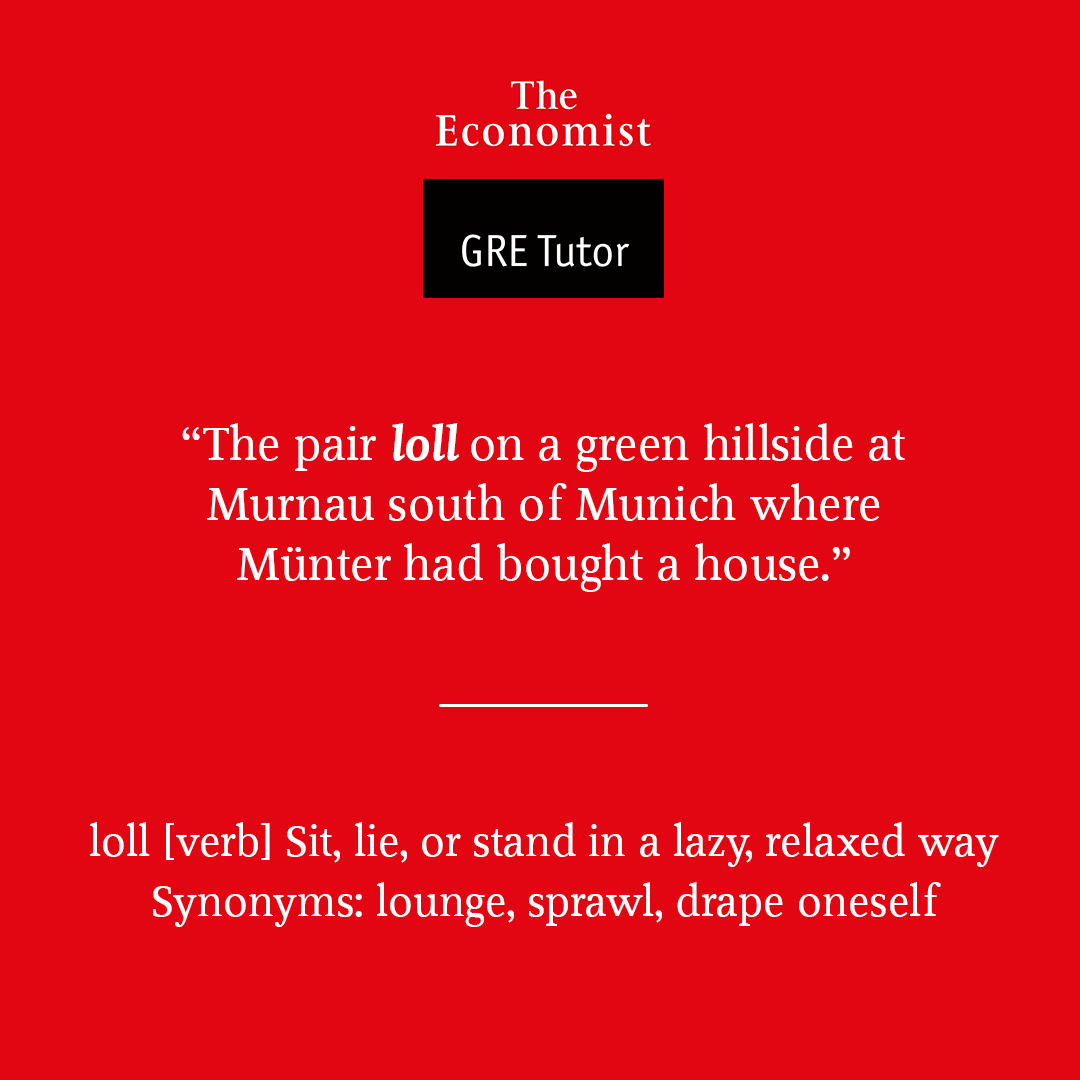 The
Economist
GRE Tutor
“The pair loll on a green hillside at
Murnau south of Munich where
Münter had bought a house.”
loll [verb] Sit, lie, or stand in a lazy, relaxed way
Synonyms: lounge, sprawl, drape oneself